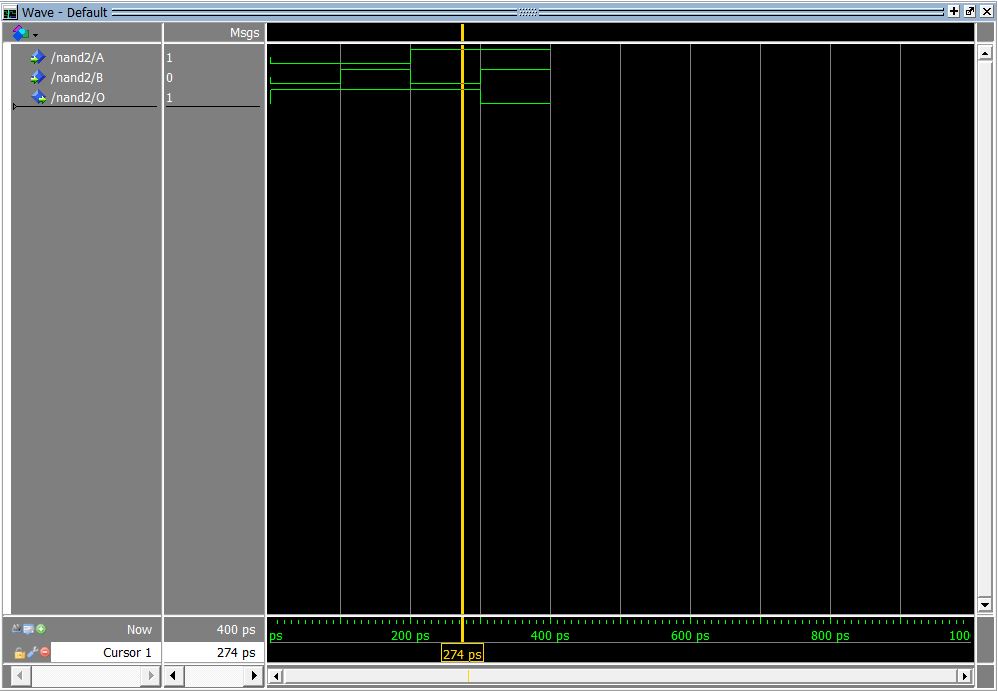 Wave - Default
Msgs
/nand2/A 1
/nand2/B 0
/nand2/O 1
Now 400 ps
ps 200 ps 400 ps 600 ps 800 ps 100
Cursor 1 274 ps
274 ps